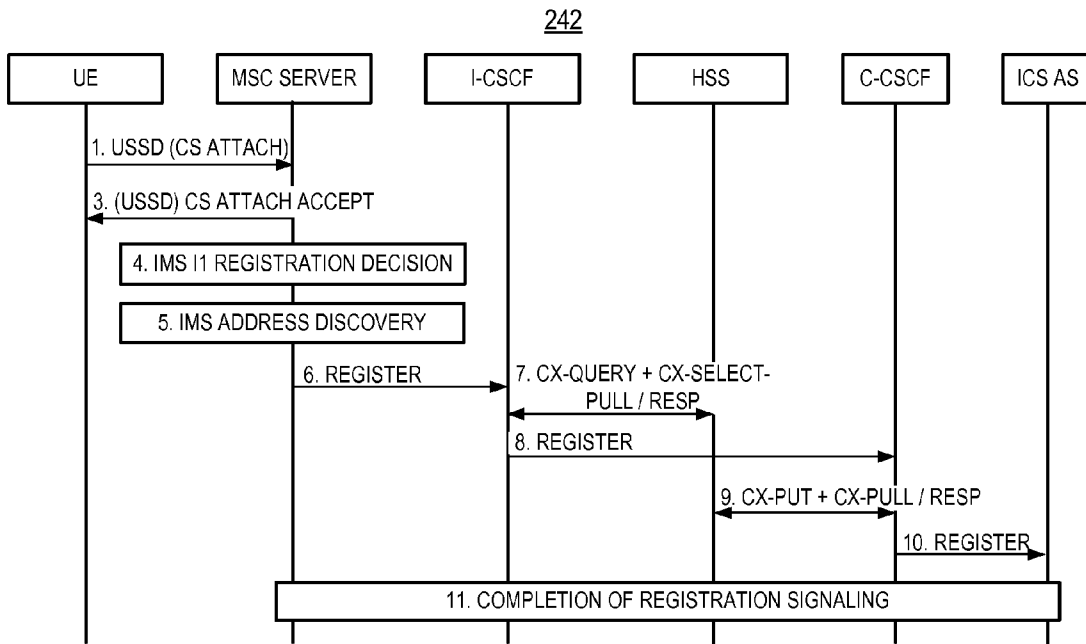 242
UE
MSC SERVER
I-CSCF
HSS
C-CSCF
ICS AS
1. USSD (CS ATTACH)
3. (USSD) CS ATTACH ACCEPT
4. IMS I1 REGISTRATION DECISION
5. IMS ADDRESS DISCOVERY
6. REGISTER
7. CX-QUERY + CX-SELECT-
PULL / RESP
8. REGISTER
9. CX-PUT + CX-PULL / RESP
10. REGISTER
11. COMPLETION OF REGISTRATION SIGNALING